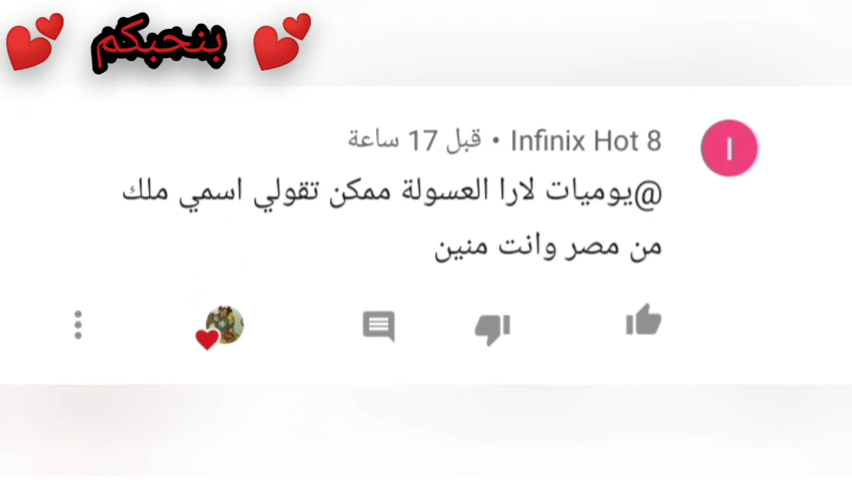 بنحبكم
Infinix Hot 8 • قبل 17 ساعة
I
@يوميات لارا العسولة ممكن تقولي اسمي ملك
من مصر وانت منين